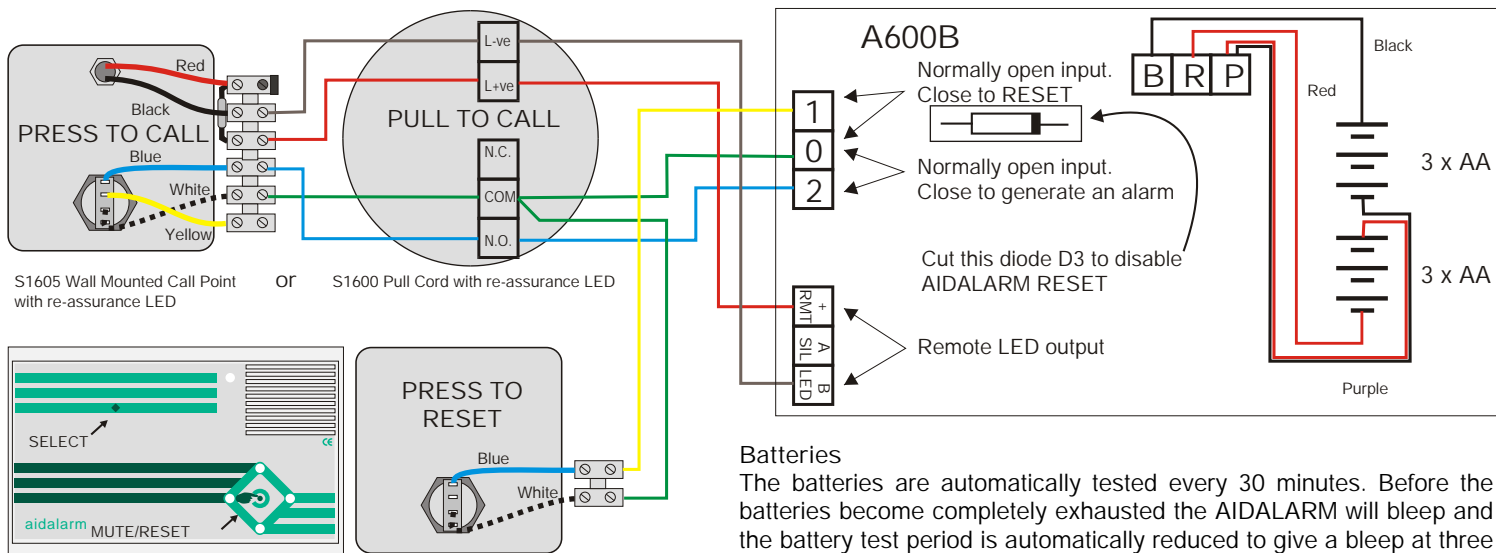 Red
Black
PRESS TO CALL
Blue
White
Yellow
S1605 Wall Mounted Call Point
with re-assurance LED
or
L-ve
L+ve
PULL TO CALL
N.C.
COM
N.O.
S1600 Pull Cord with re-assurance LED
A600B
Normally open input.
Close to RESET
1
0
2
Normally open input.
Close to generate an alarm
Cut this diode D3 to disable
AIDALARM RESET
+
RMT
A
SIL
B
LED
Remote LED output
B R P
Black
Red
3 x AA
3 x AA
Purple
SELECT
CE
aidalarm
MUTE/RESET
PRESS TO
RESET
Blue
White
Batteries
The batteries are automatically tested every 30 minutes. Before the
batteries become completely exhausted the AIDALARM will bleep and
the battery test period is automatically reduced to give a bleep at three